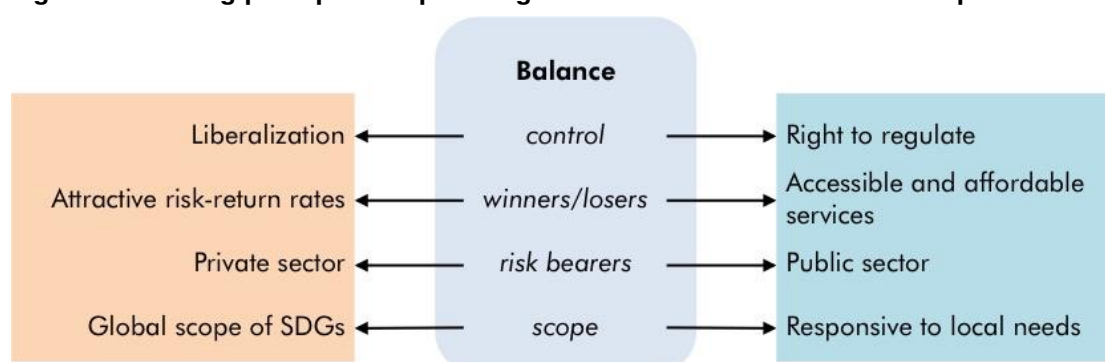 Balance
Liberalization control Right to regulate
Attractive risk-return rates winners/losers Accessible and affordable
services
Private sector risk bearers Public sector
Global scope of SDGs scope Responsive to local needs